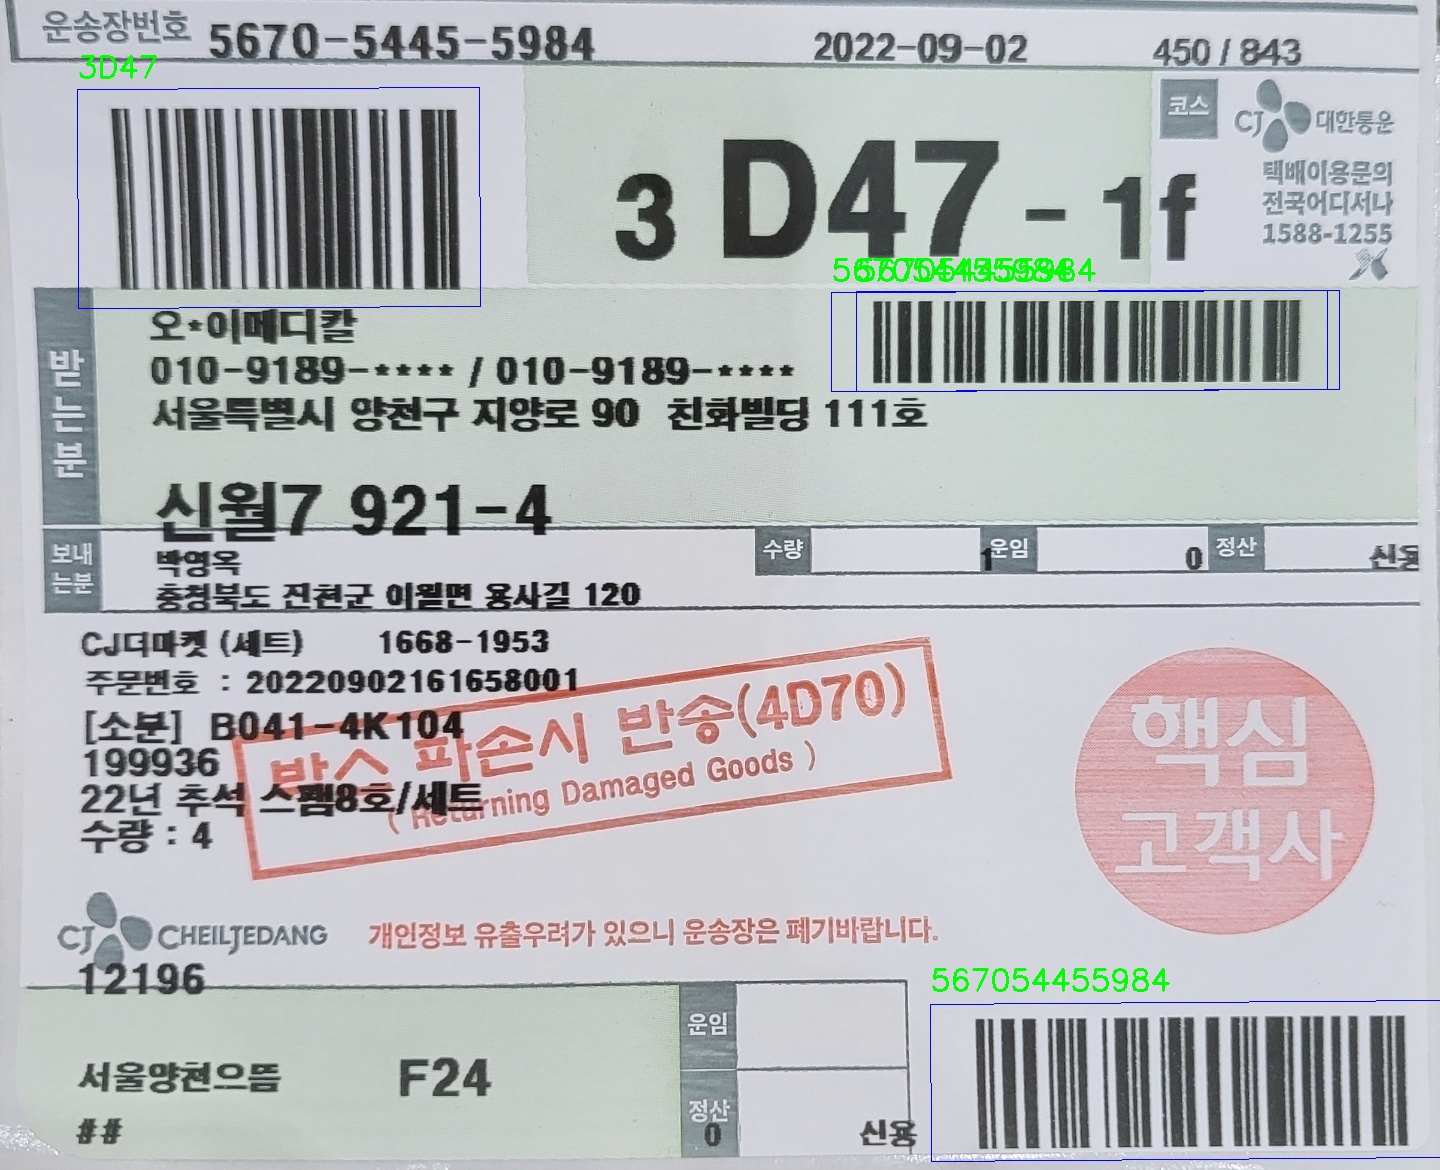 운송장번호 5670-5445-5984 2022-09-02 450 / 843
3D47
코스
CJ 대한통운
3 D47 - 1f
택배이용문의
전국어디서나
1588-1255
567054455984
받는분
오*이메디칼
010-9189-**** / 010-9189-****
서울특별시 양천구 지양로 90 친화빌딩 111호
신월7 921-4
보내는분
박영옥
수량 1 운임 0 정산 신용
충청북도 진천군 이월면 용사길 120
CJ더마켓 (세트) 1668-1953
주문번호 : 20220902161658001
[소분] B041-4K104
199936
22년 추석 스팸8호/세트
수량 : 4
박스 파손시 반송(4D70)
( Returning Damaged Goods )
핵심
고객사
CJ CHEILJEDANG
개인정보 유출우려가 있으니 운송장은 폐기바랍니다.
12196
567054455984
운임
서울양천으뜸 F24
정산
## 0 신용